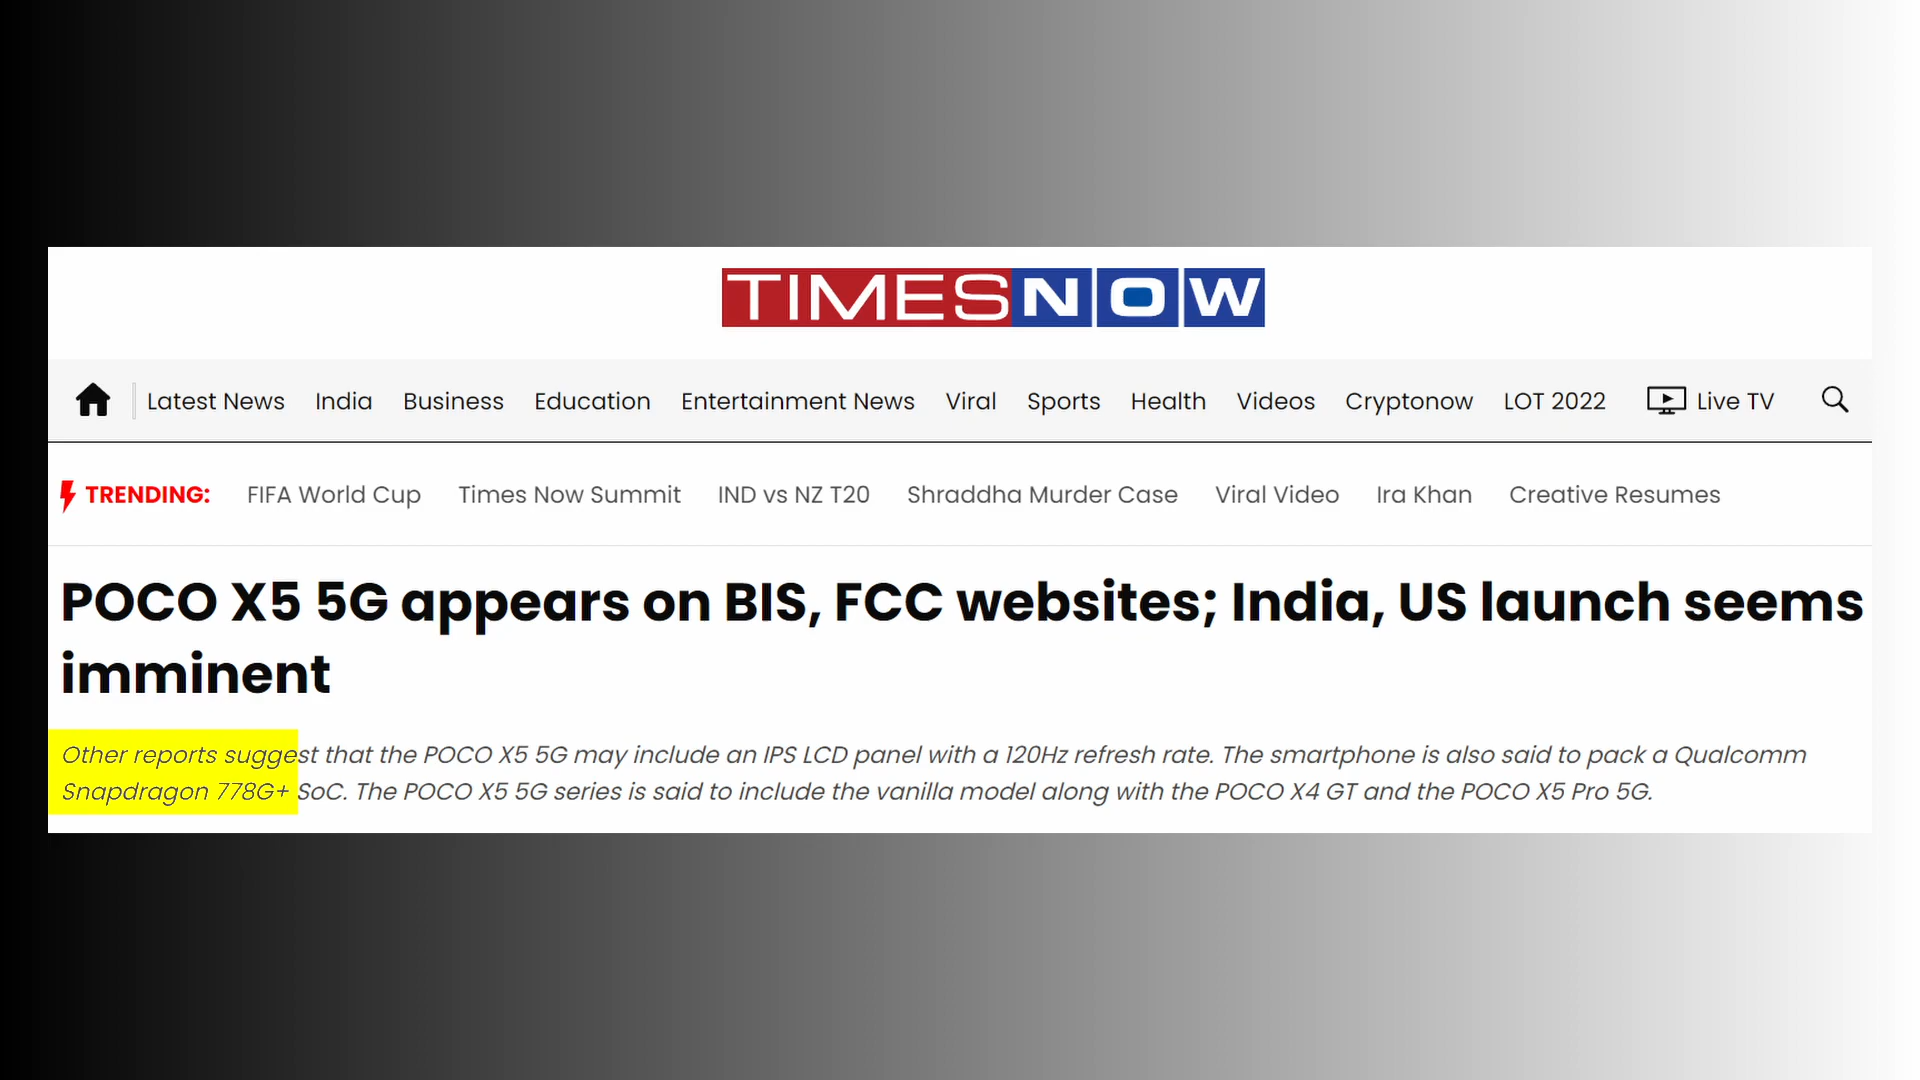 TIMES NOW
Latest News India Business Education Entertainment News Viral Sports Health Videos Cryptonow LOT 2022 Live TV
TRENDING: FIFA World Cup Times Now Summit IND vs NZ T20 Shraddha Murder Case Viral Video Ira Khan Creative Resumes
POCO X5 5G appears on BIS, FCC websites; India, US launch seems
imminent
Other reports suggest that the POCO X5 5G may include an IPS LCD panel with a 120Hz refresh rate. The smartphone is also said to pack a Qualcomm
Snapdragon 778G+ SoC. The POCO X5 5G series is said to include the vanilla model along with the POCO X4 GT and the POCO X5 Pro 5G.